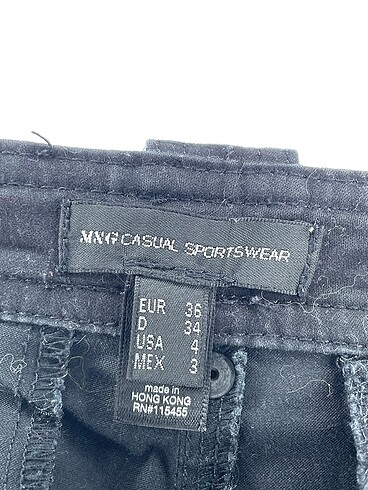 MNG CASUAL SPORTSWEAR
EUR 36
D 34
USA 4
MEX 3
made in
HONG KONG
RN#115455